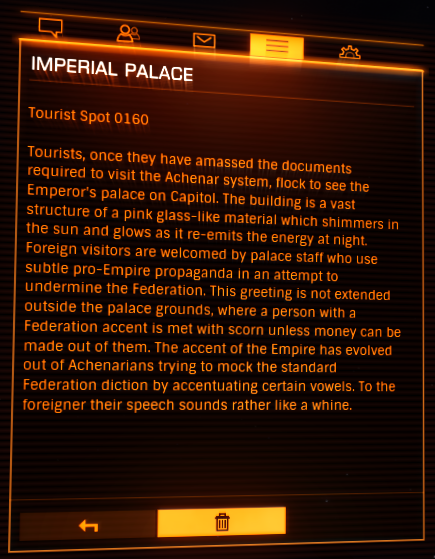 IMPERIAL PALACE
Tourist Spot 0160
Tourists, once they have amassed the documents
required to visit the Achenar system, flock to see the
Emperor's palace on Capitol. The building is a vast
structure of a pink glass-like material which shimmers in
the sun and glows as it re-emits the energy at night.
Foreign visitors are welcomed by palace staff who use
subtle pro-Empire propaganda in an attempt to
undermine the Federation. This greeting is not extended
outside the palace grounds, where a person with a
Federation accent is met with scorn unless money can be
made out of them. The accent of the Empire has evolved
out of Achenarians trying to mock the standard
Federation diction by accentuating certain vowels. To the
foreigner their speech sounds rather like a whine.